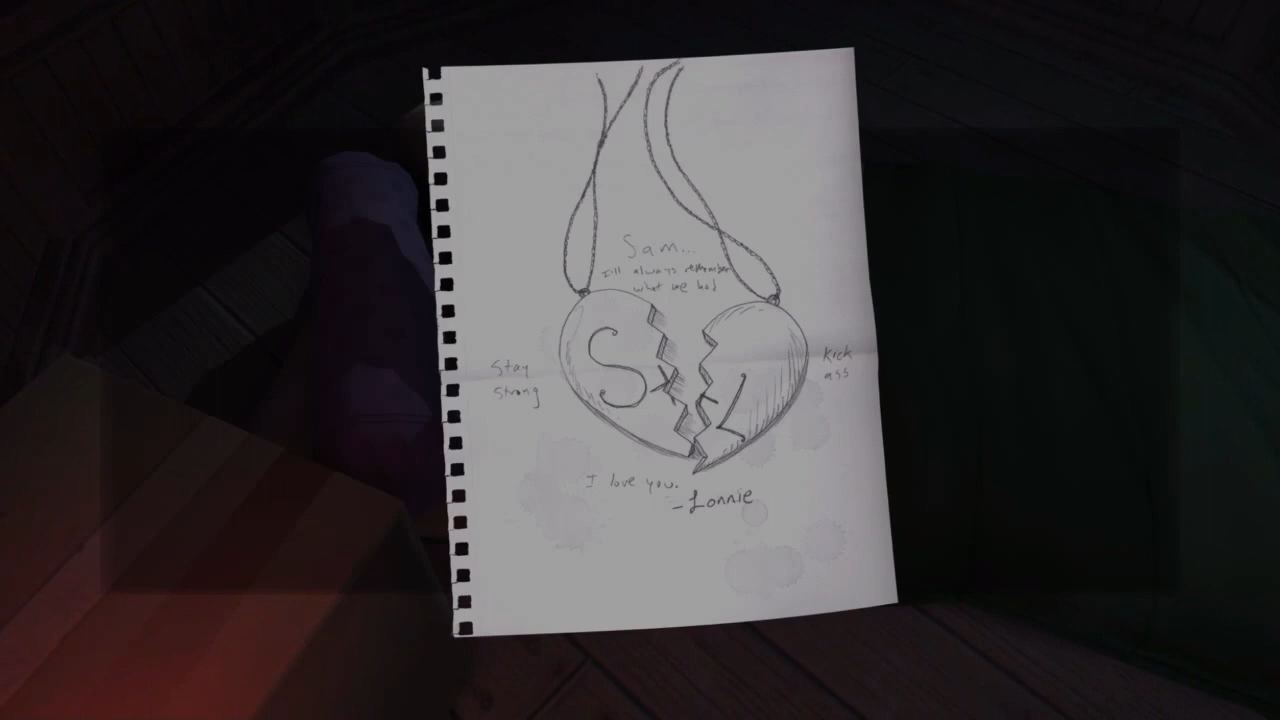 Sam...
I'll always remember
what we had
Stay
Strong
Kick
ass
S +
+ L
I love you.
-Lonnie